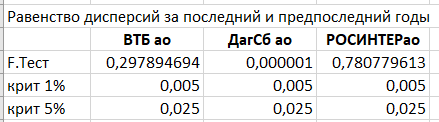 Равенство дисперсий за последний и предпоследний годы
ВТБ ао ДагСб ао РОСИНТЕРао
F.Тест 0,297894694 0,000001 0,780779613
крит 1% 0,005 0,005 0,005
крит 5% 0,025 0,025 0,025